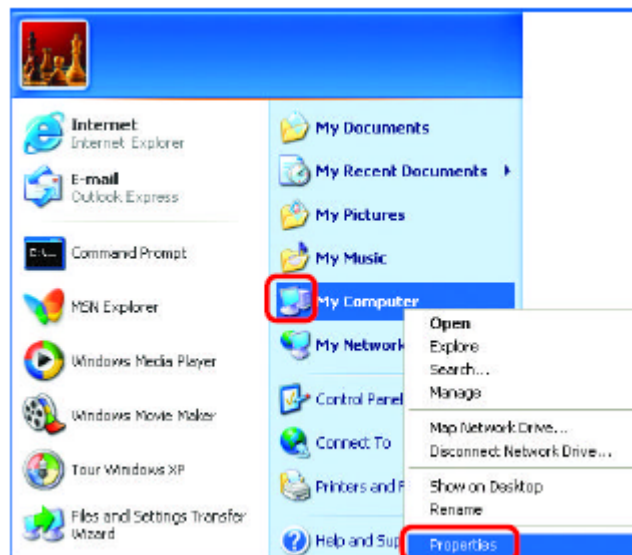 Internet
Internet Explorer
E-mail
Outlook Express
Command Prompt
MSN Explorer
Windows Media Player
Windows Movie Maker
Tour Windows XP
Files and Settings Transfer
Wizard
My Documents
My Recent Documents
My Pictures
My Music
My Computer
My Network
Control Panel
Connect To
Printers and F
Help and Sup
Open
Explore
Search...
Manage
Map Network Drive...
Disconnect Network Drive...
Show on Desktop
Rename
Properties